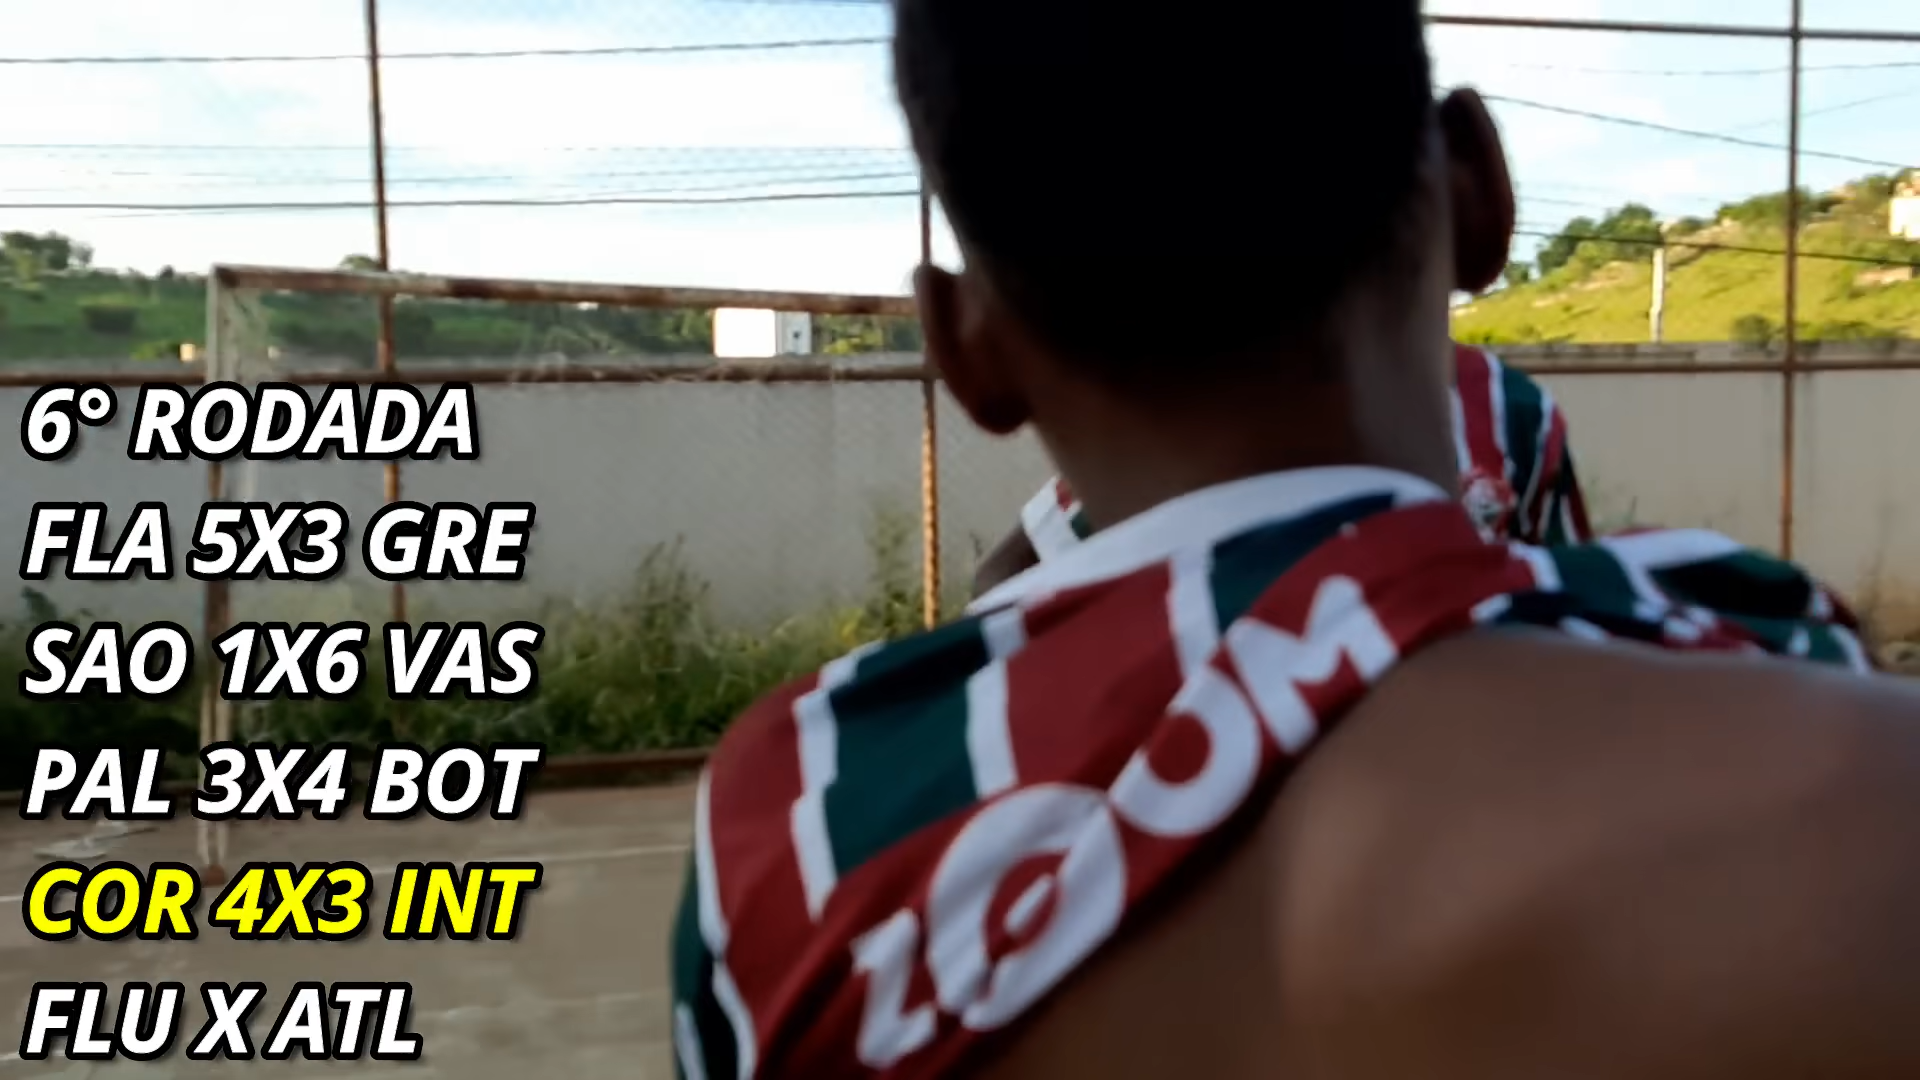 6° RODADA
FLA 5X3 GRE
SAO 1X6 VAS
PAL 3X4 BOT
COR 4X3 INT
FLU X ATL
ZOOM